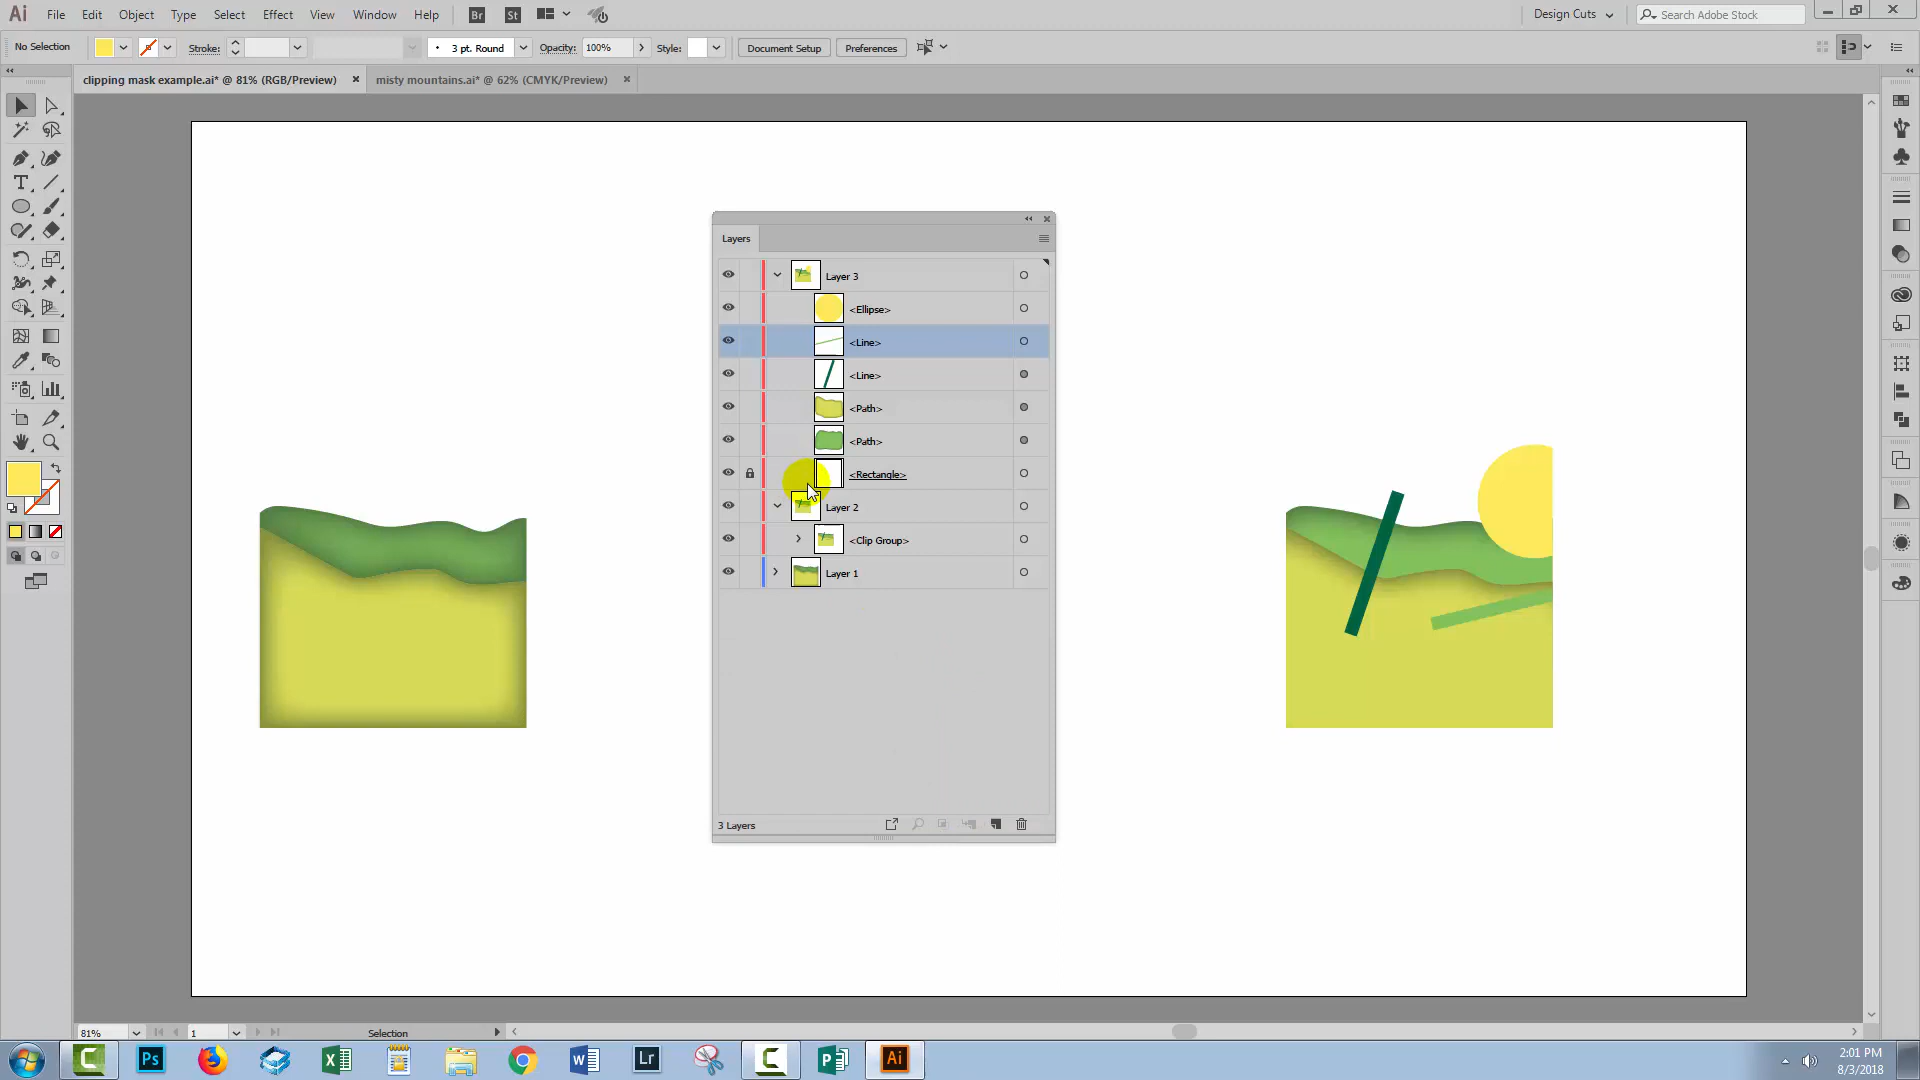 Ai File Edit Object Type Select Effect View Window Help Br St Design Cuts Search Adobe Stock
No Selection Stroke: 3 pt. Round Opacity: 100% Style: Document Setup Preferences
clipping mask example.ai* @ 81% (RGB/Preview) misty mountains.ai* @ 62% (CMYK/Preview)
Layers
Layer 3
<Ellipse>
<Line>
<Line>
<Path>
<Path>
<Rectangle>
Layer 2
<Clip Group>
Layer 1
3 Layers
81% 1 Selection
Ps W Lr Ai
2:01 PM
8/3/2018